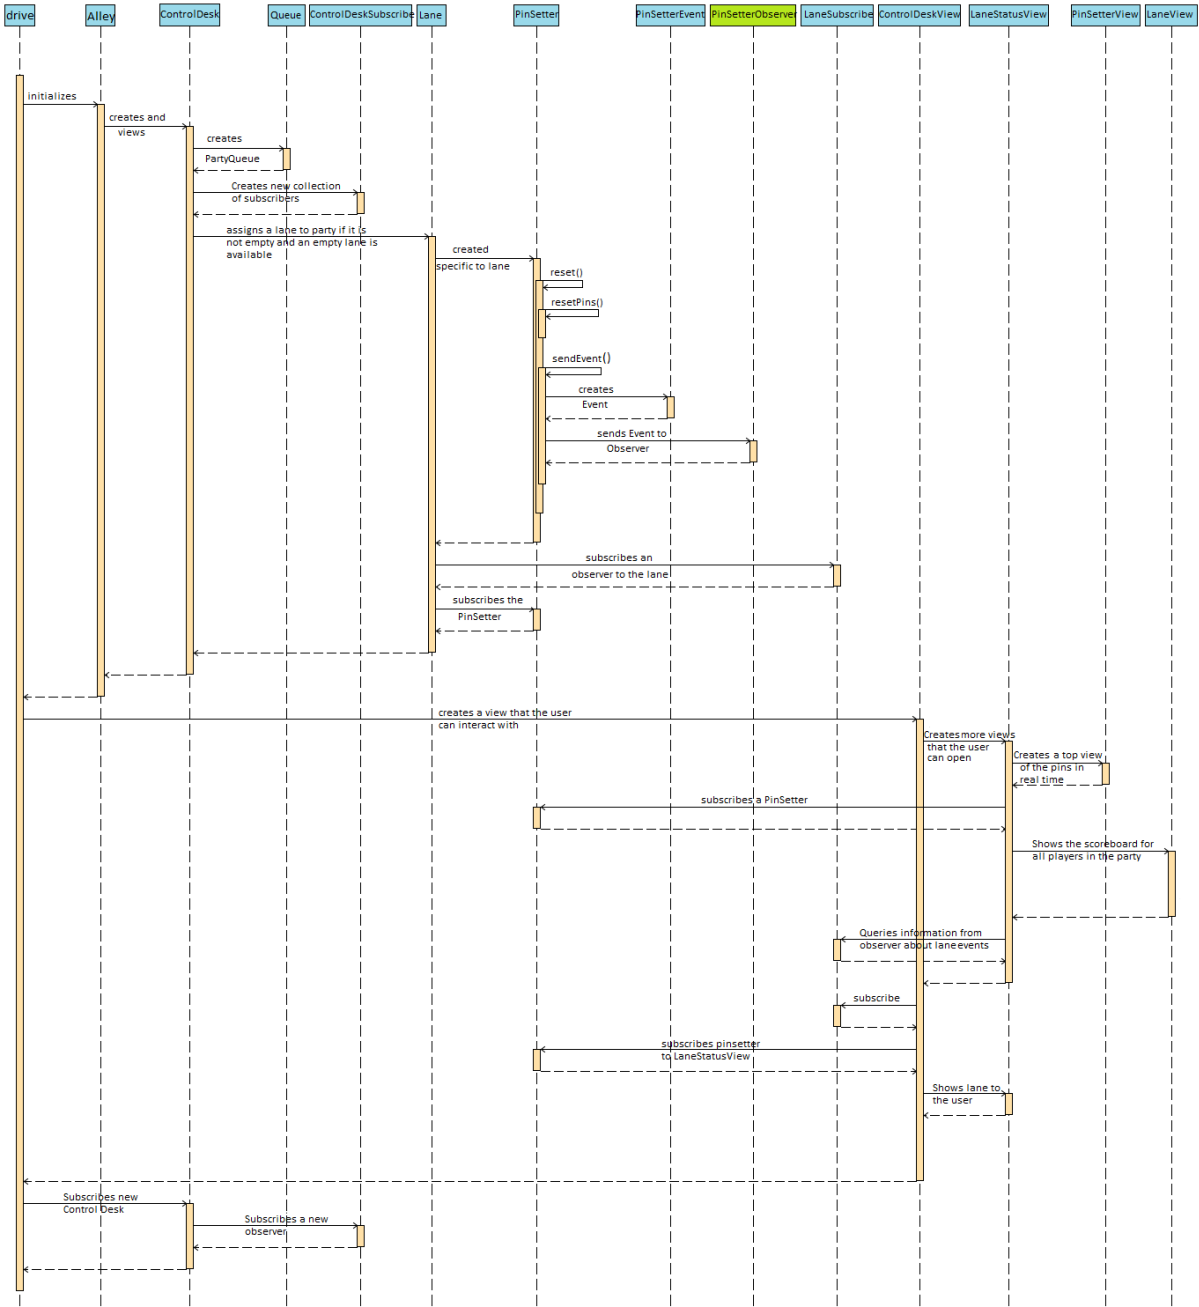 drive
Alley
ControlDesk
Queue
ControlDeskSubscribe
Lane
PinSetter
PinSetterEvent
PinSetterObserver
LaneSubscribe
ControlDeskView
LaneStatusView
PinSetterView
LaneView
initializes
creates and
views
creates
PartyQueue
Creates new collection
of subscribers
assigns a lane to party if it is
not empty and an empty lane is
available
created
specific to lane
reset()
resetPins()
sendEvent()
creates
Event
sends Event to
Observer
subscribes an
observer to the lane
subscribes the
PinSetter
creates a view that the user
can interact with
Creates more views
that the user
can open
Creates a top view
of the pins in
real time
subscribes a PinSetter
Shows the scoreboard for
all players in the party
Queries information from
observer about lane events
subscribe
subscribes pinsetter
to LaneStatusView
Shows lane to
the user
Subscribes new
Control Desk
Subscribes a new
observer